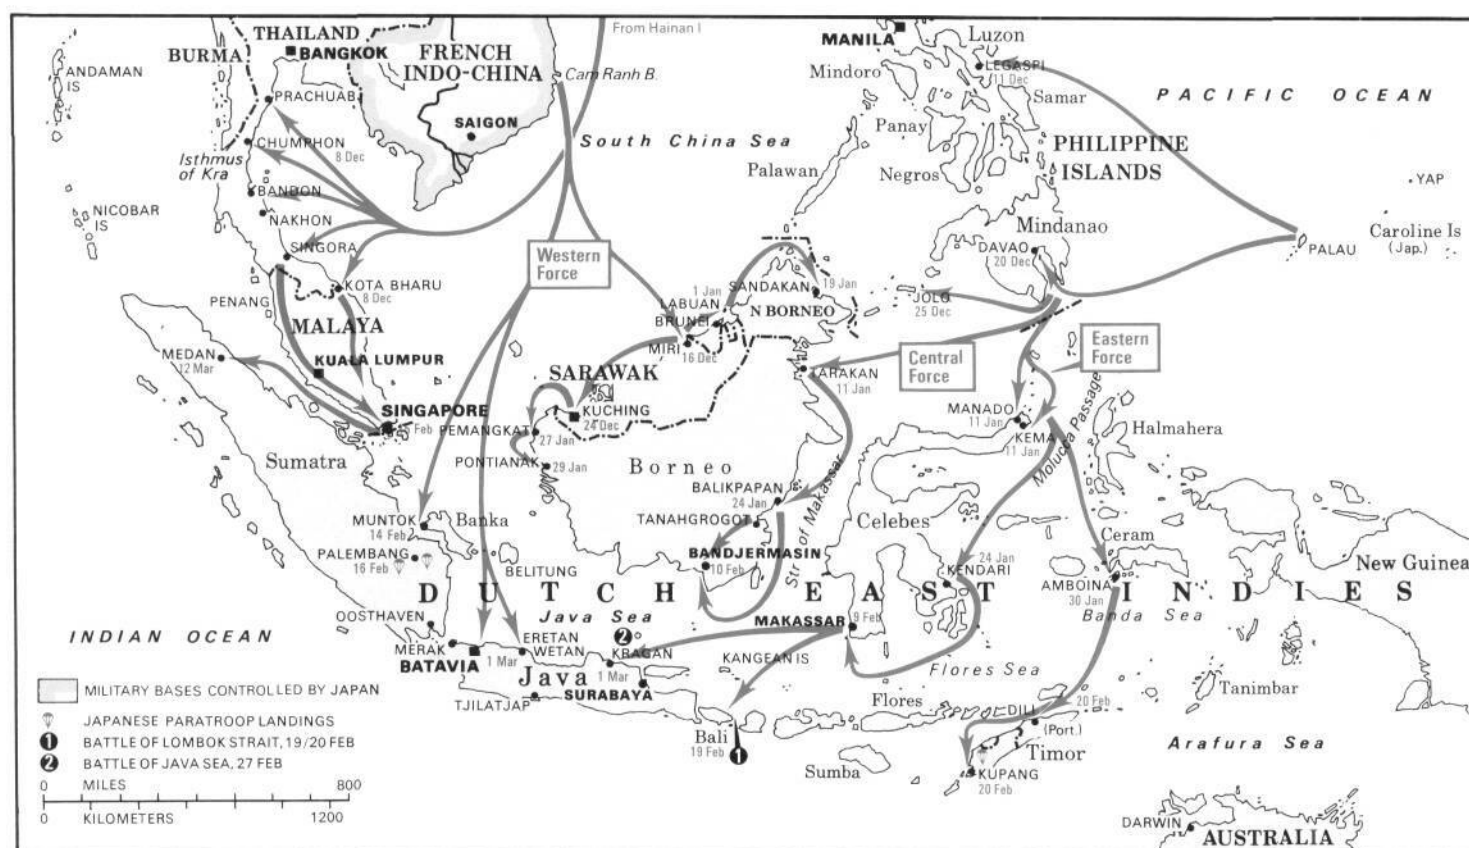 From Hainan I
THAILAND
BURMA
BANGKOK
FRENCH
INDO-CHINA
Cam Ranh B.
MANILA
Luzon
Mindoro
LEGASPI
11 Dec
Samar
PACIFIC OCEAN
ANDAMAN
IS
PRACHUAB
SAIGON
South China Sea
Panay
CHUMPHON
8 Dec
Isthmus
of Kra
PHILIPPINE
ISLANDS
Palawan
Negros
BANDON
YAP
NICOBAR
IS
NAKHON
Mindanao
Caroline Is
(Jap.)
SINGORA
Western
Force
DAVAO
20 Dec
PALAU
KOTA BHARU
8 Dec
PENANG
1 Jan
SANDAKAN
19 Jan
LABUAN
JOLO
25 Dec
N BORNEO
BRUNEI
MALAYA
MIRI
16 Dec
Eastern
Force
MEDAN
12 Mar
KUALA LUMPUR
SARAWAK
Central
Force
TARAKAN
11 Jan
SINGAPORE
Feb
KUCHING
24 Dec
PEMANGKAT
27 Jan
MANADO
11 Jan
KEMA
11 Jan
Molucca Passage
Halmahera
Sumatra
PONTIANAK
29 Jan
Borneo
Str of Makassar
BALIKPAPAN
24 Jan
MUNTOK
14 Feb
Banka
TANAHGROGOT
Celebes
Ceram
PALEMBANG
16 Feb
BELITUNG
BANDJERMASIN
10 Feb
24 Jan
KENDARI
AMBOINA
30 Jan
New Guinea
DUTCH EAST INDIES
Banda Sea
OOSTHAVEN
Java Sea
MAKASSAR
9 Feb
INDIAN OCEAN
2
MERAK
BATAVIA
1 Mar
ERETAN
WETAN
KRAGAN
1 Mar
KANGEAN IS
Flores Sea
Java
SURABAYA
TJILATJAP
Flores
Tanimbar
DILI
20 Feb
(Port.)
Bali
19 Feb
1
Timor
Arafura Sea
Sumba
KUPANG
20 Feb
DARWIN
AUSTRALIA
MILITARY BASES CONTROLLED BY JAPAN
JAPANESE PARATROOP LANDINGS
1 BATTLE OF LOMBOK STRAIT, 19/20 FEB
2 BATTLE OF JAVA SEA, 27 FEB
0 MILES 800
0 KILOMETERS 1200